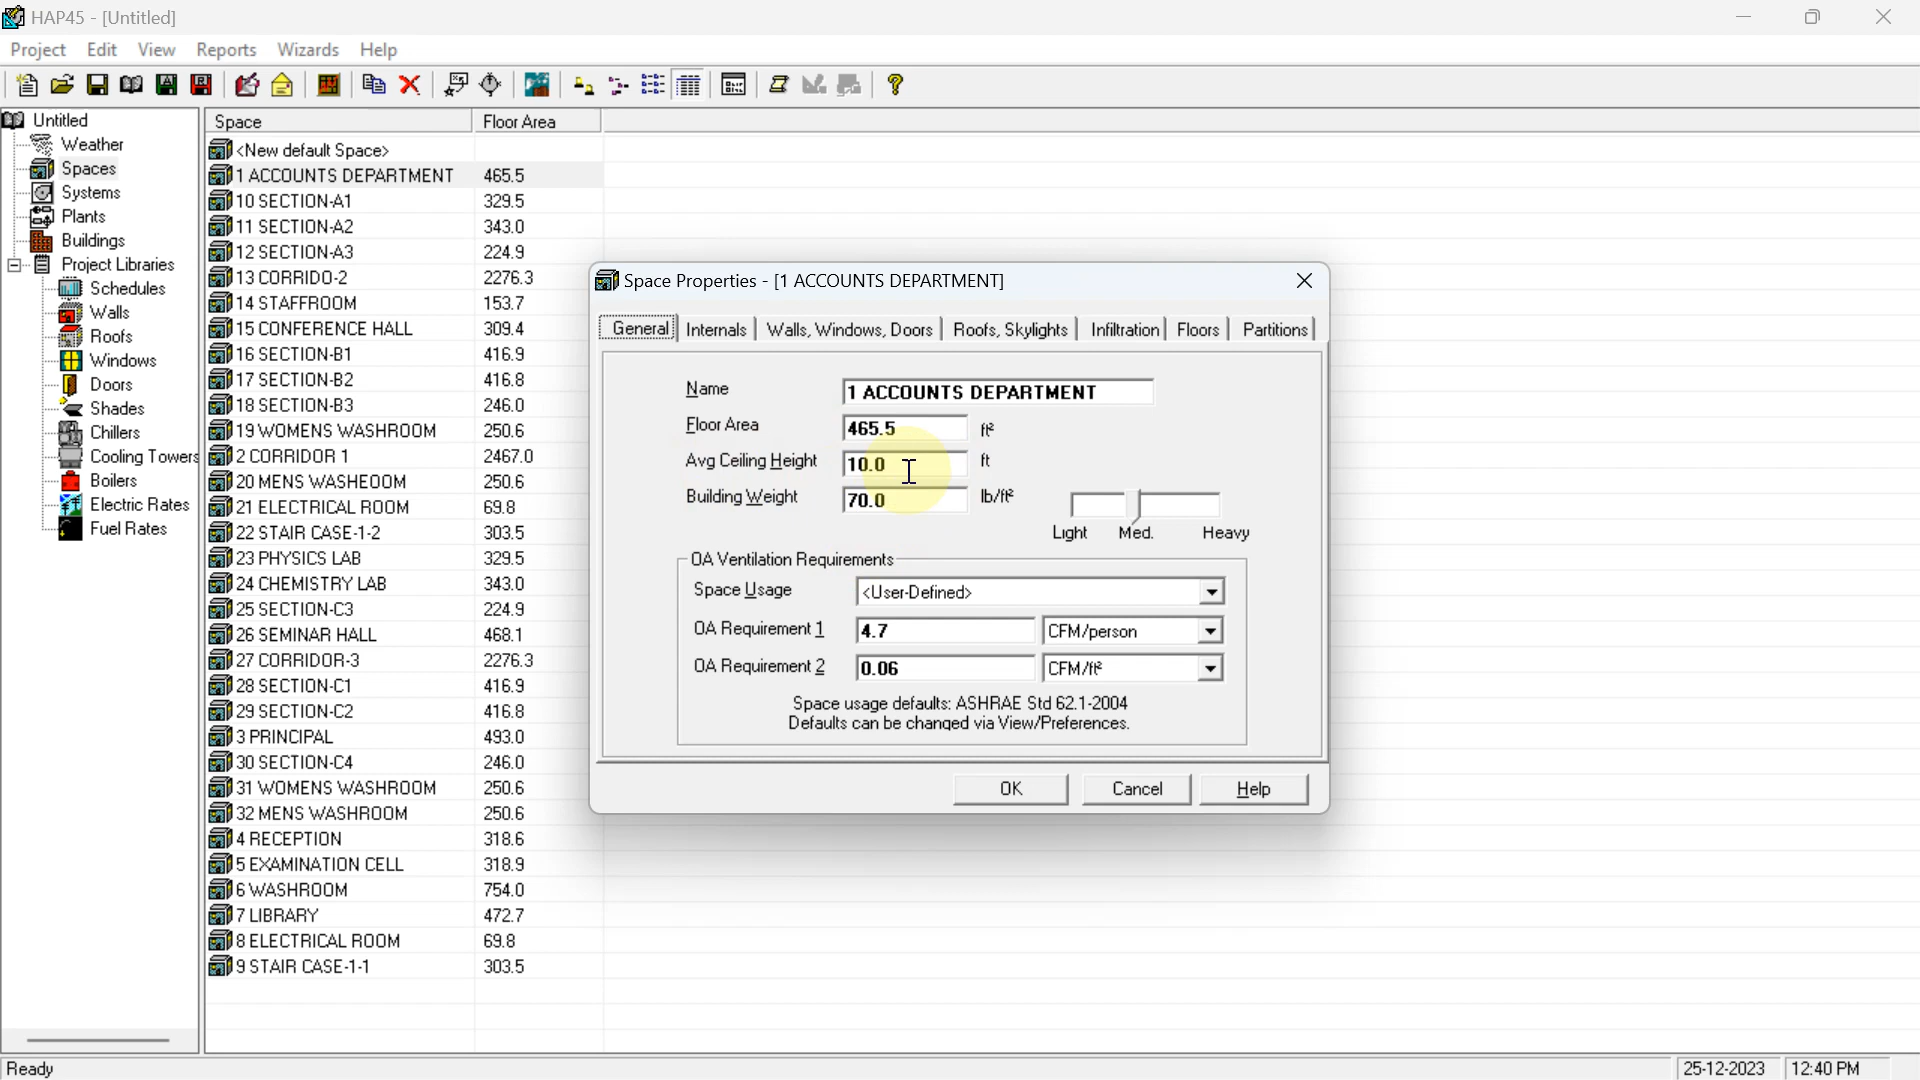 HAP45 - [Untitled]
Project Edit View Reports Wizards Help
Untitled
Weather
Spaces
Systems
Plants
Buildings
Project Libraries
Schedules
Walls
Roofs
Windows
Doors
Shades
Chillers
Cooling Towers
Boilers
Electric Rates
Fuel Rates
Space Floor Area
<New default Space>
1 ACCOUNTS DEPARTMENT 465.5
10 SECTION-A1 329.5
11 SECTION-A2 343.0
12 SECTION-A3 224.9
13 CORRIDO-2 2276.3
14 STAFFROOM 153.7
15 CONFERENCE HALL 309.4
16 SECTION-B1 416.9
17 SECTION-B2 416.8
18 SECTION-B3 246.0
19 WOMENS WASHROOM 250.6
2 CORRIDOR 1 2467.0
20 MENS WASHEOOM 250.6
21 ELECTRICAL ROOM 69.8
22 STAIR CASE-1-2 303.5
23 PHYSICS LAB 329.5
24 CHEMISTRY LAB 343.0
25 SECTION-C3 224.9
26 SEMINAR HALL 468.1
27 CORRIDOR-3 2276.3
28 SECTION-C1 416.9
29 SECTION-C2 416.8
3 PRINCIPAL 493.0
30 SECTION-C4 246.0
31 WOMENS WASHROOM 250.6
32 MENS WASHROOM 250.6
4 RECEPTION 318.6
5 EXAMINATION CELL 318.9
6 WASHROOM 754.0
7 LIBRARY 472.7
8 ELECTRICAL ROOM 69.8
9 STAIR CASE-1-1 303.5
Space Properties - [1 ACCOUNTS DEPARTMENT]
General Internals Walls, Windows, Doors Roofs, Skylights Infiltration Floors Partitions
Name 1 ACCOUNTS DEPARTMENT
Floor Area 465.5 ft²
Avg Ceiling Height 10.0 ft
Building Weight 70.0 lb/ft²
Light Med. Heavy
OA Ventilation Requirements
Space Usage <User-Defined>
OA Requirement 1 4.7 CFM/person
OA Requirement 2 0.06 CFM/ft²
Space usage defaults: ASHRAE Std 62.1-2004
Defaults can be changed via View/Preferences.
OK Cancel Help
Ready 25-12-2023 12:40 PM